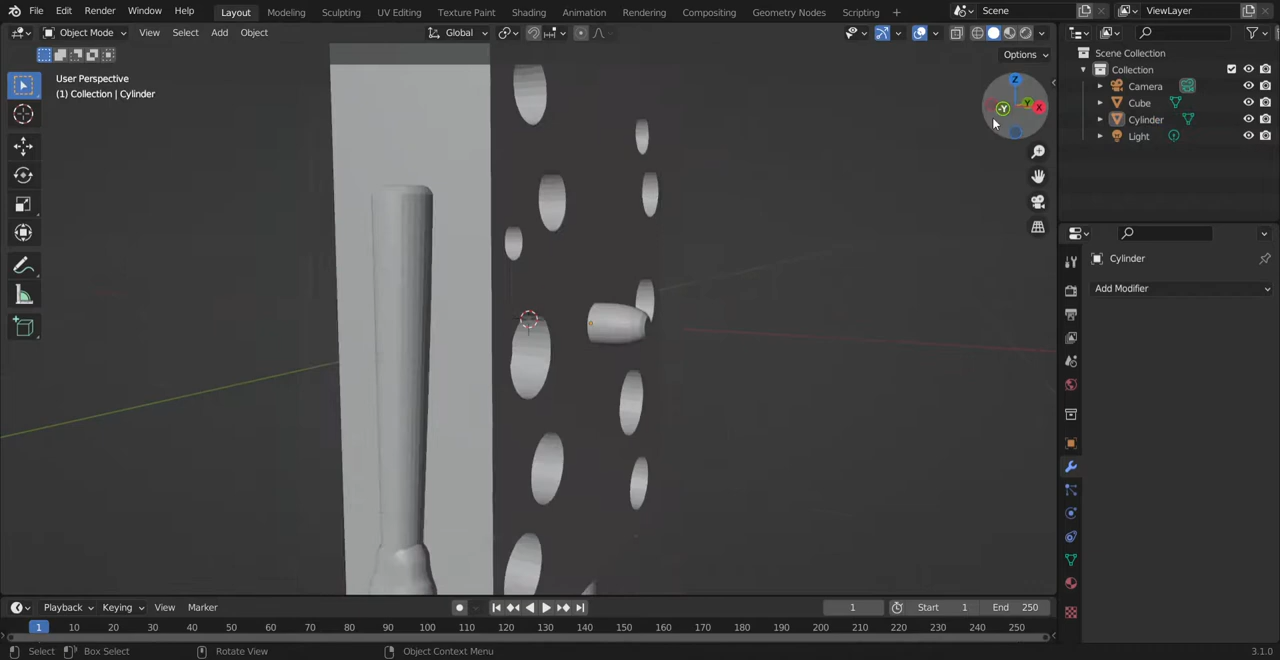 File Edit Render Window Help Layout Modeling Sculpting UV Editing Texture Paint Shading Animation Rendering Compositing Geometry Nodes Scripting + Scene ViewLayer
Object Mode View Select Add Object Global
Options
User Perspective
(1) Collection | Cylinder
Z
Y
-Y
X
Scene Collection
Collection
Camera
Cube
Cylinder
Light
Cylinder
Add Modifier
Playback Keying View Marker 1 Start 1 End 250
1 10 20 30 40 50 60 70 80 90 100 110 120 130 140 150 160 170 180 190 200 210 220 230 240 250
Select Box Select Rotate View Object Context Menu 3.1.0